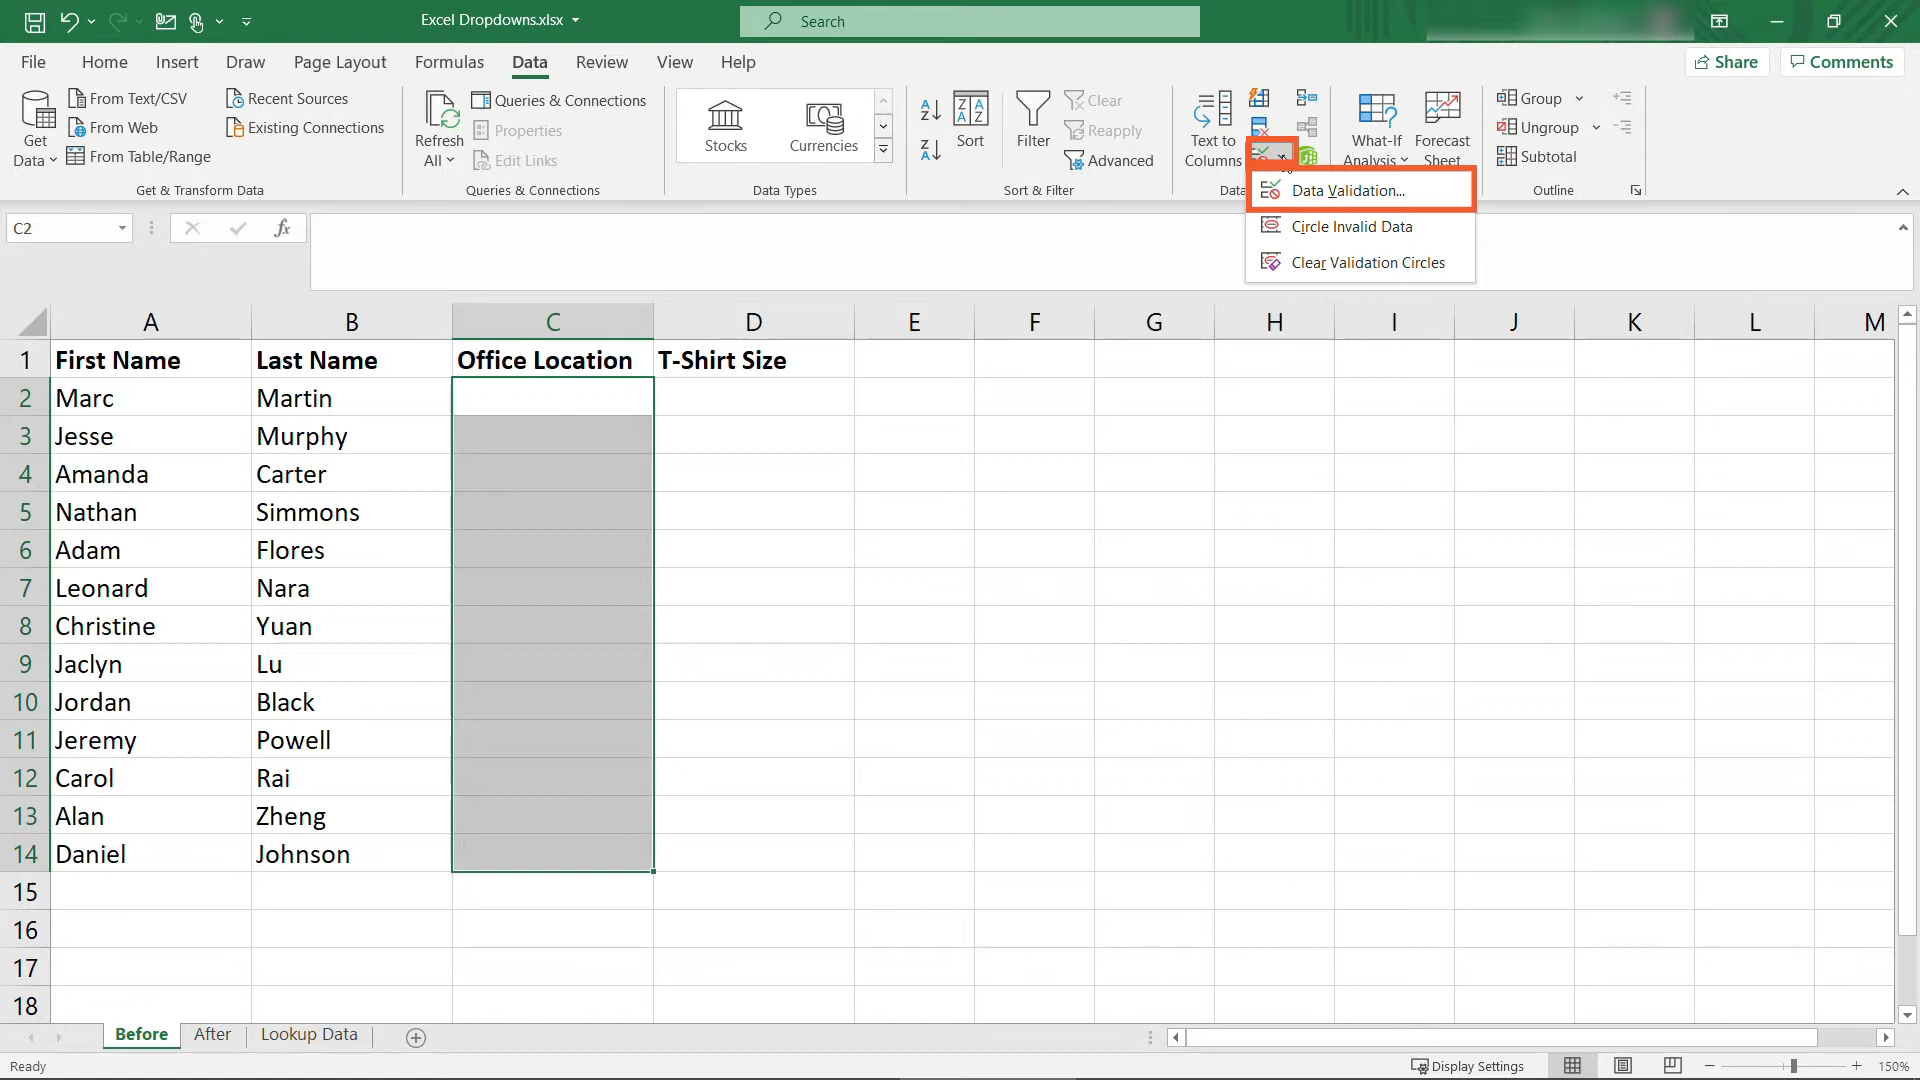 Excel Dropdowns.xlsx
Search
File Home Insert Draw Page Layout Formulas Data Review View Help
Share Comments
Get Data
From Text/CSV
From Web
From Table/Range
Recent Sources
Existing Connections
Get & Transform Data
Refresh All
Queries & Connections
Properties
Edit Links
Queries & Connections
Stocks
Currencies
Data Types
Sort
Filter
Clear
Reapply
Advanced
Sort & Filter
Text to Columns
Data
What-If Analysis
Forecast Sheet
Group
Ungroup
Subtotal
Outline
Data Validation...
Circle Invalid Data
Clear Validation Circles
C2
fx
A B C D E F G H I J K L M
1 First Name Last Name Office Location T-Shirt Size
2 Marc Martin
3 Jesse Murphy
4 Amanda Carter
5 Nathan Simmons
6 Adam Flores
7 Leonard Nara
8 Christine Yuan
9 Jaclyn Lu
10 Jordan Black
11 Jeremy Powell
12 Carol Rai
13 Alan Zheng
14 Daniel Johnson
15
16
17
18
Before After Lookup Data
Ready
Display Settings
150%